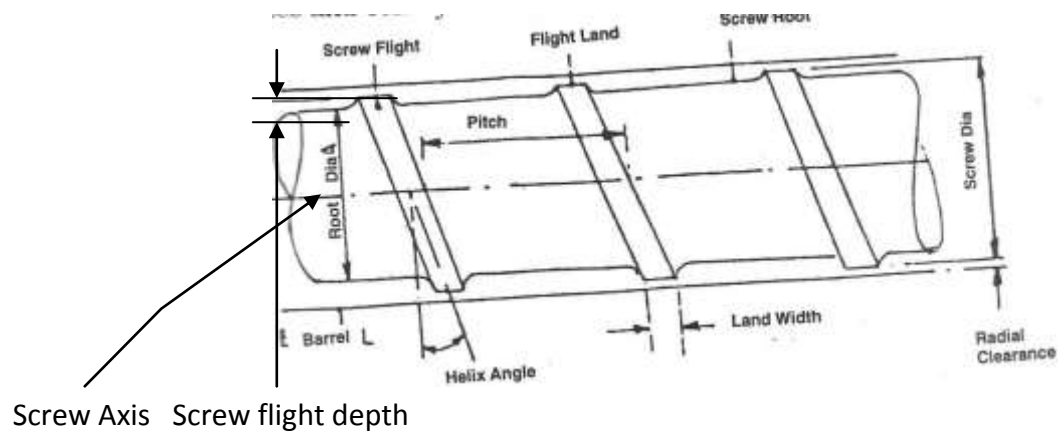 Screw Flight
Flight Land
Screw Root
Pitch
Root Dia
Screw Dia
Barrel
Land Width
Helix Angle
Radial
Clearance
Screw Axis Screw flight depth